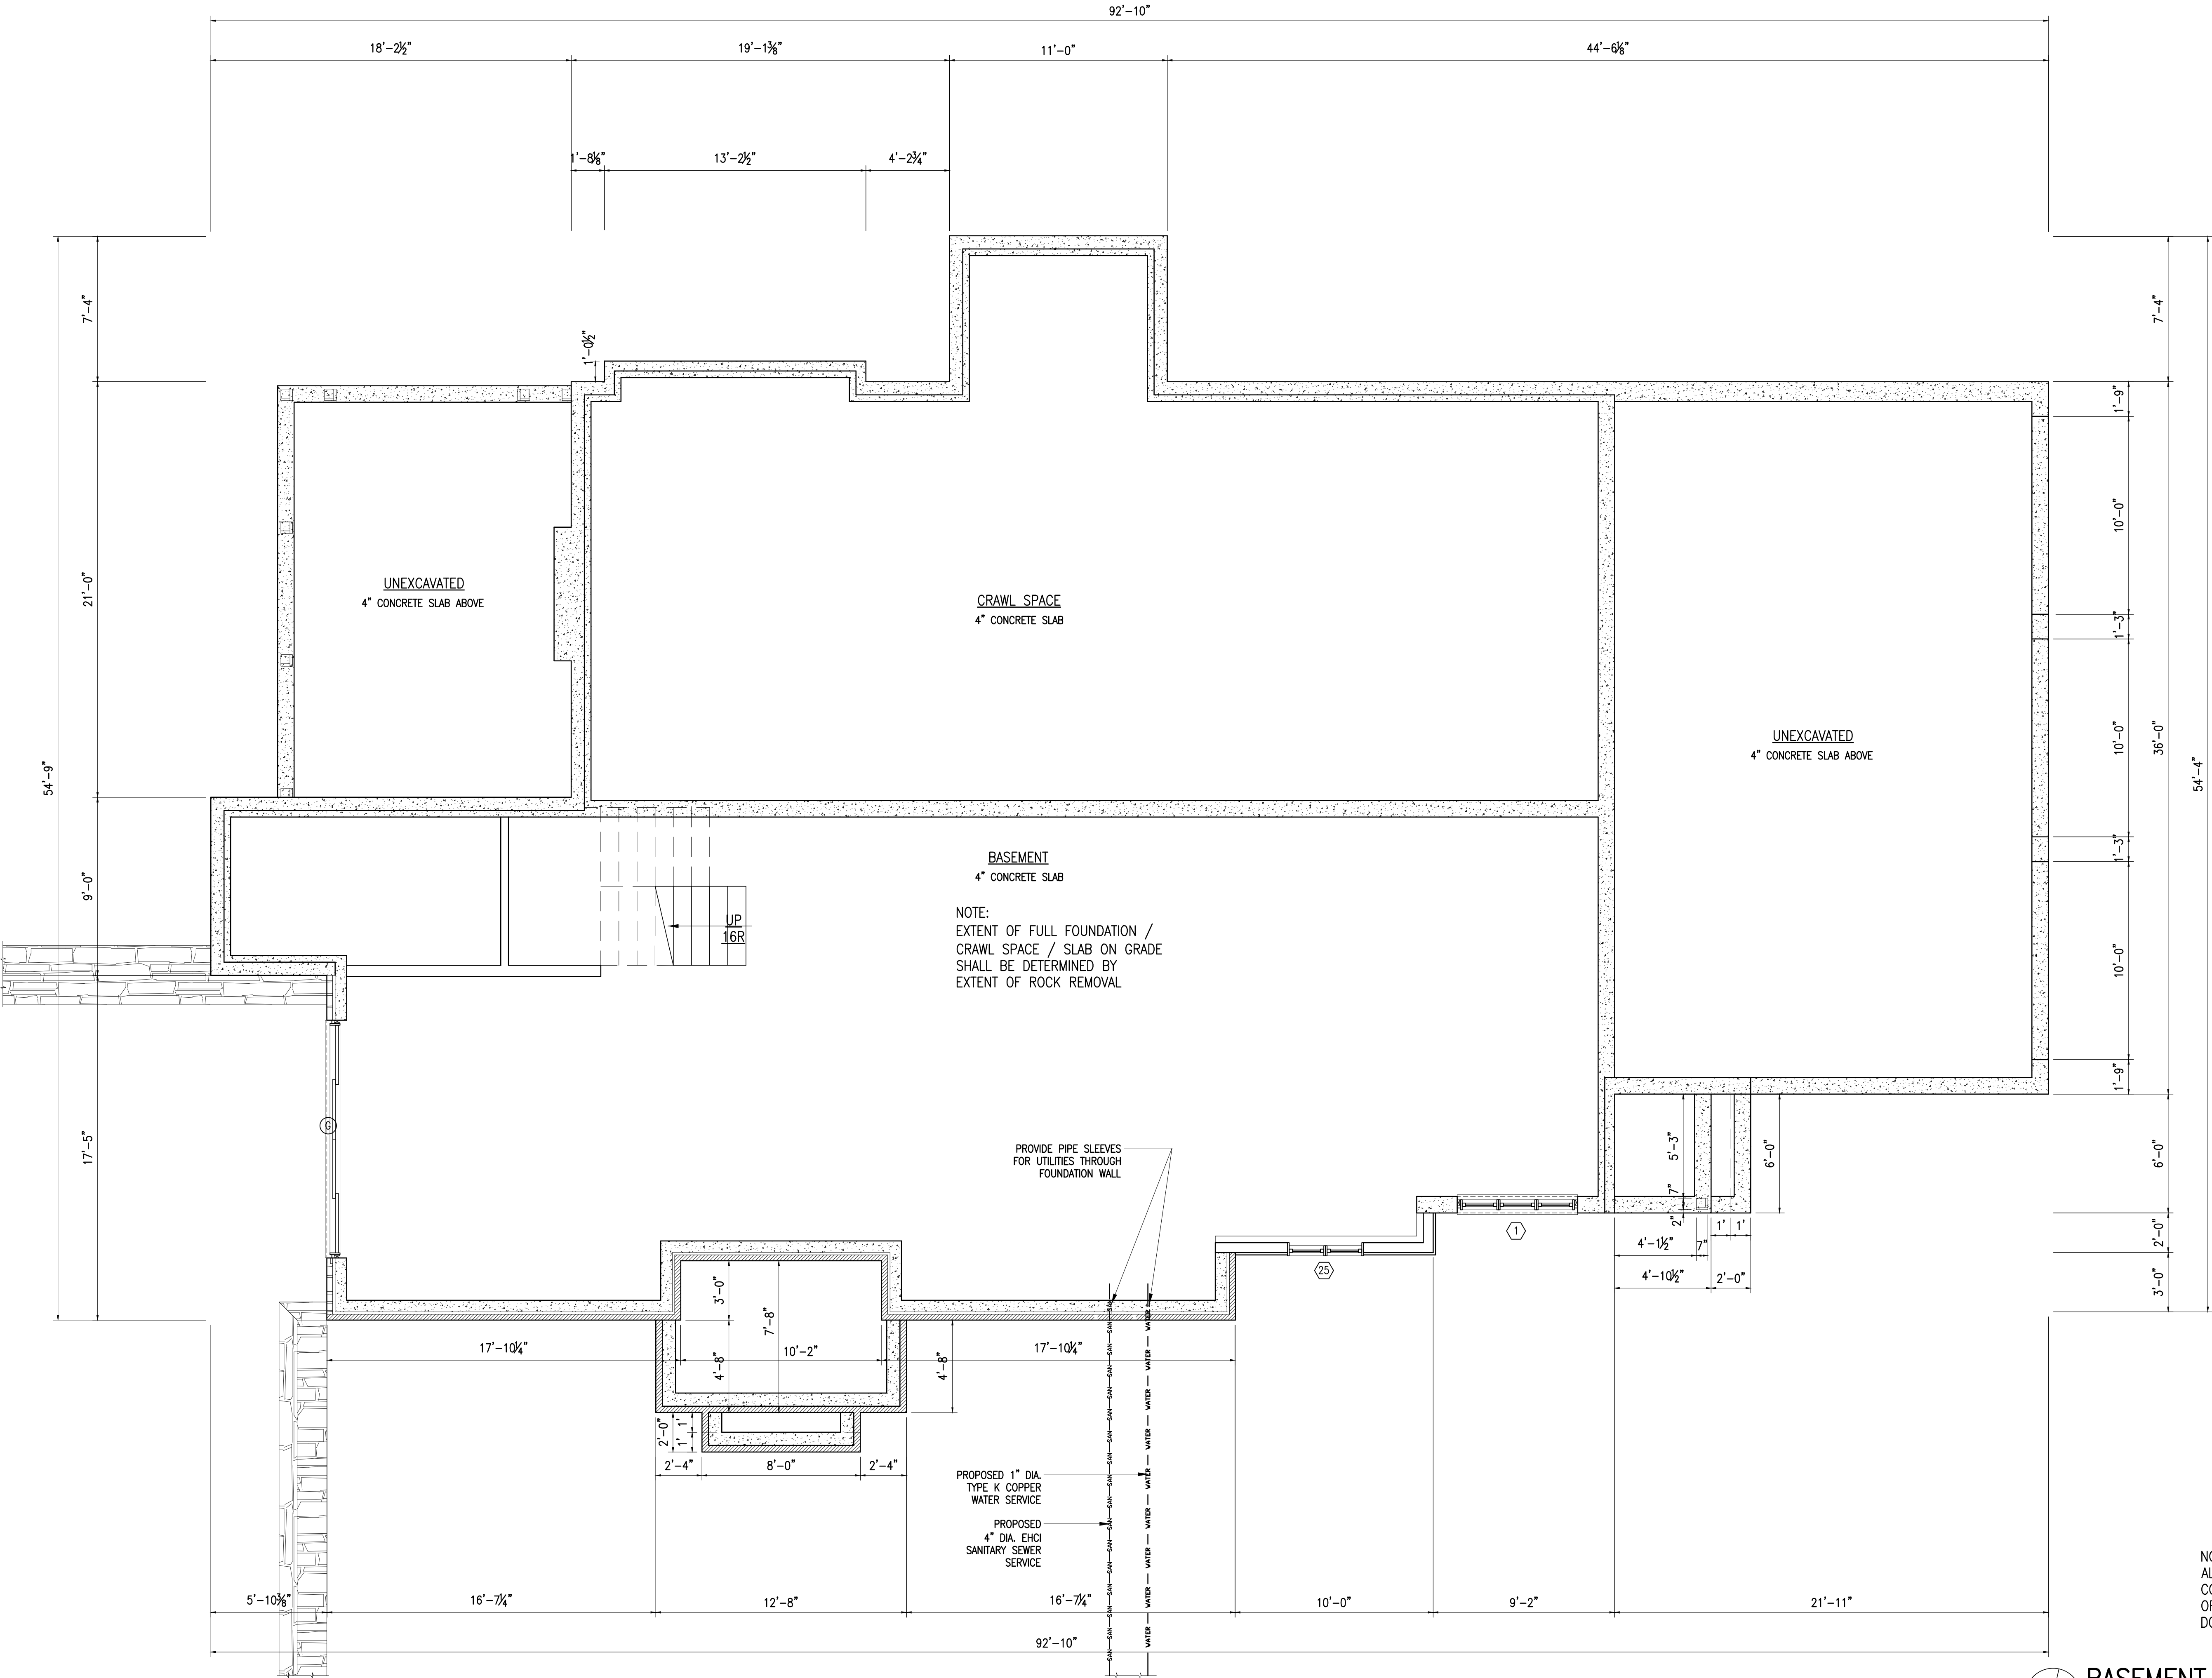 92'-10"
18'-2½"
19'-1⅜"
11'-0"
44'-6⅛"
1'-8⅛"
13'-2½"
4'-2¾"
7'-4"
7'-4"
1'-0½"
1'-9"
10'-0"
21'-0"
UNEXCAVATED
4" CONCRETE SLAB ABOVE
CRAWL SPACE
4" CONCRETE SLAB
1'-3"
UNEXCAVATED
4" CONCRETE SLAB ABOVE
10'-0"
36'-0"
54'-9"
54'-4"
1'-3"
9'-0"
BASEMENT
4" CONCRETE SLAB
UP
16R
NOTE:
EXTENT OF FULL FOUNDATION /
CRAWL SPACE / SLAB ON GRADE
SHALL BE DETERMINED BY
EXTENT OF ROCK REMOVAL
10'-0"
1'-9"
G
17'-5"
PROVIDE PIPE SLEEVES
FOR UTILITIES THROUGH
FOUNDATION WALL
5'-3"
6'-0"
6'-0"
7"
2"
1'
1'
1
25
4'-1½"
7"
2'-0"
4'-10½"
2'-0"
3'-0"
3'-0"
7'-8"
17'-10¼"
4'-8"
10'-2"
17'-10¼"
4'-8"
2'-0"
1'
1'
2'-4"
8'-0"
2'-4"
SAN
WATER
PROPOSED 1" DIA.
TYPE K COPPER
WATER SERVICE
PROPOSED
4" DIA. EHCI
SANITARY SEWER
SERVICE
5'-10⅜"
16'-7¼"
12'-8"
16'-7¼"
10'-0"
9'-2"
21'-11"
92'-10"
BASEMENT